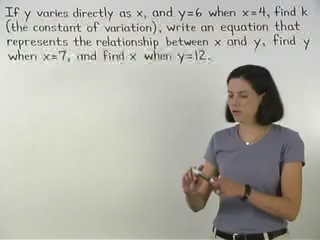 If y varies directly as x, and y=6 when x=4, find k
(the constant of variation), write an equation that
represents the relationship between x and y, find y
when x=7, and find x when y=12.